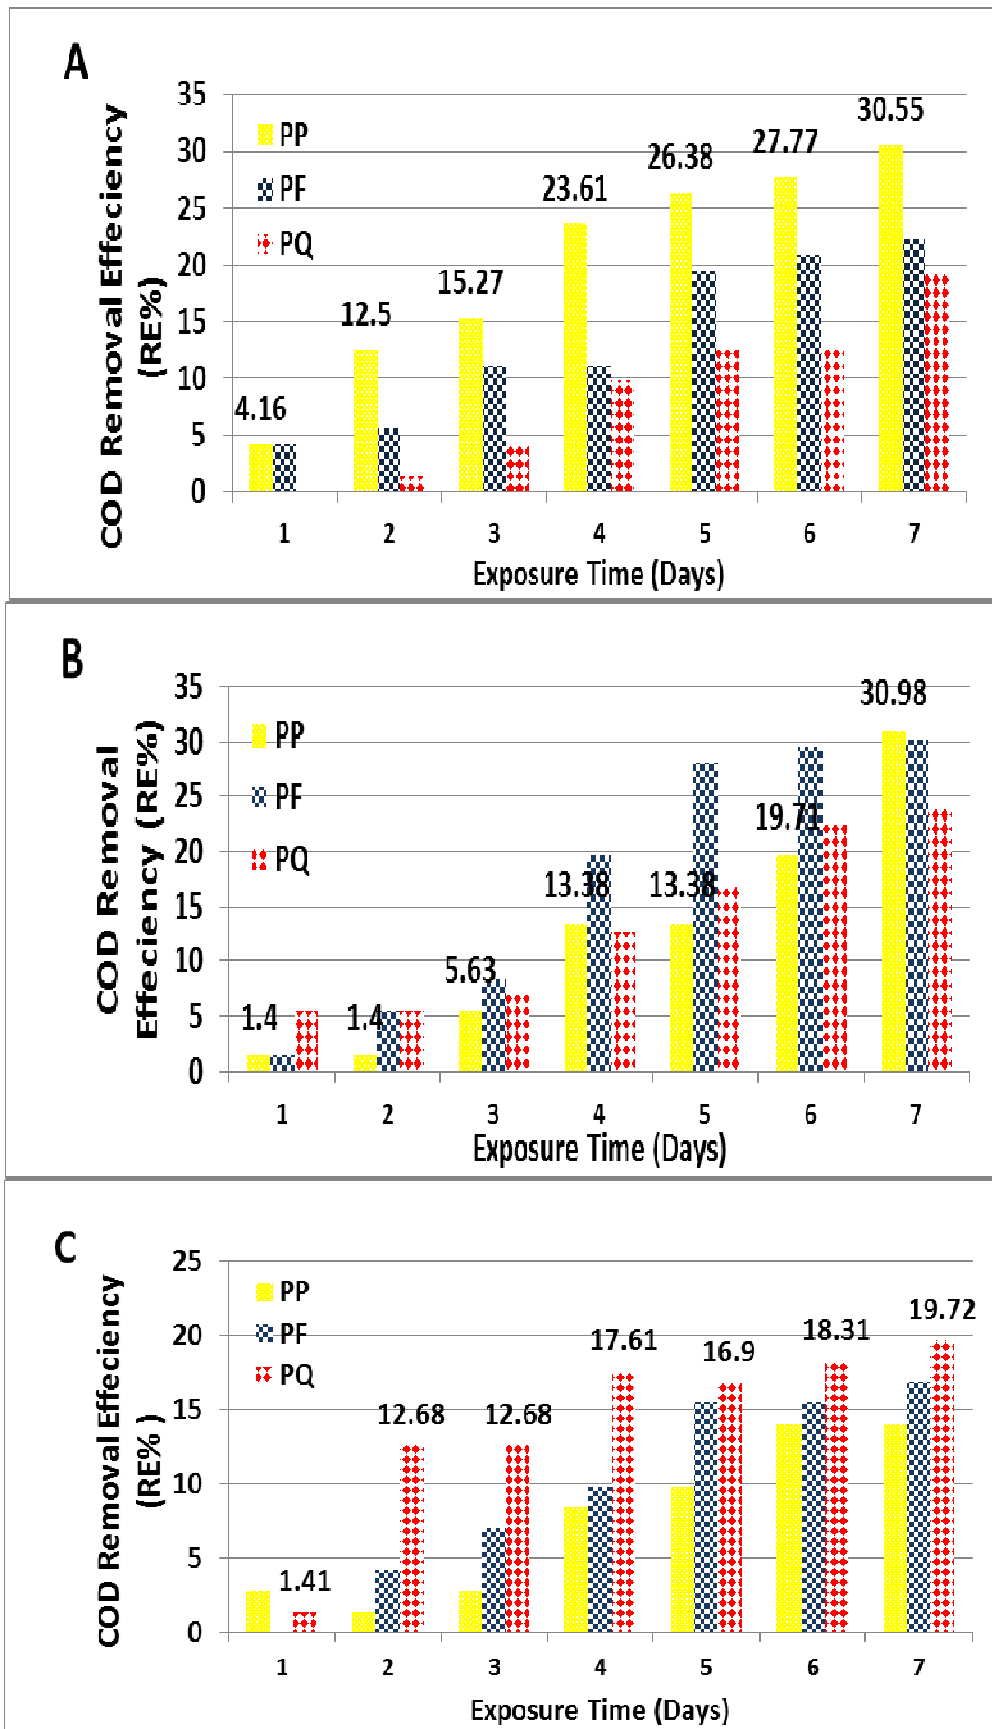 A
COD Removal Effeciency
(RE%)
35
30
25
20
15
10
5
0
PP
PF
PQ
4.16
12.5
15.27
23.61
26.38
27.77
30.55
1 2 3 4 5 6 7
Exposure Time (Days)
B
COD Removal
Effeciency (RE%)
35
30
25
20
15
10
5
0
PP
PF
PQ
1.4
1.4
5.63
13.38
13.38
19.71
30.98
1 2 3 4 5 6 7
Exposure Time (Days)
C
COD Removal Effeciency
(RE% )
25
20
15
10
5
0
PP
PF
PQ
1.41
12.68
12.68
17.61
16.9
18.31
19.72
1 2 3 4 5 6 7
Exposure Time (Days)